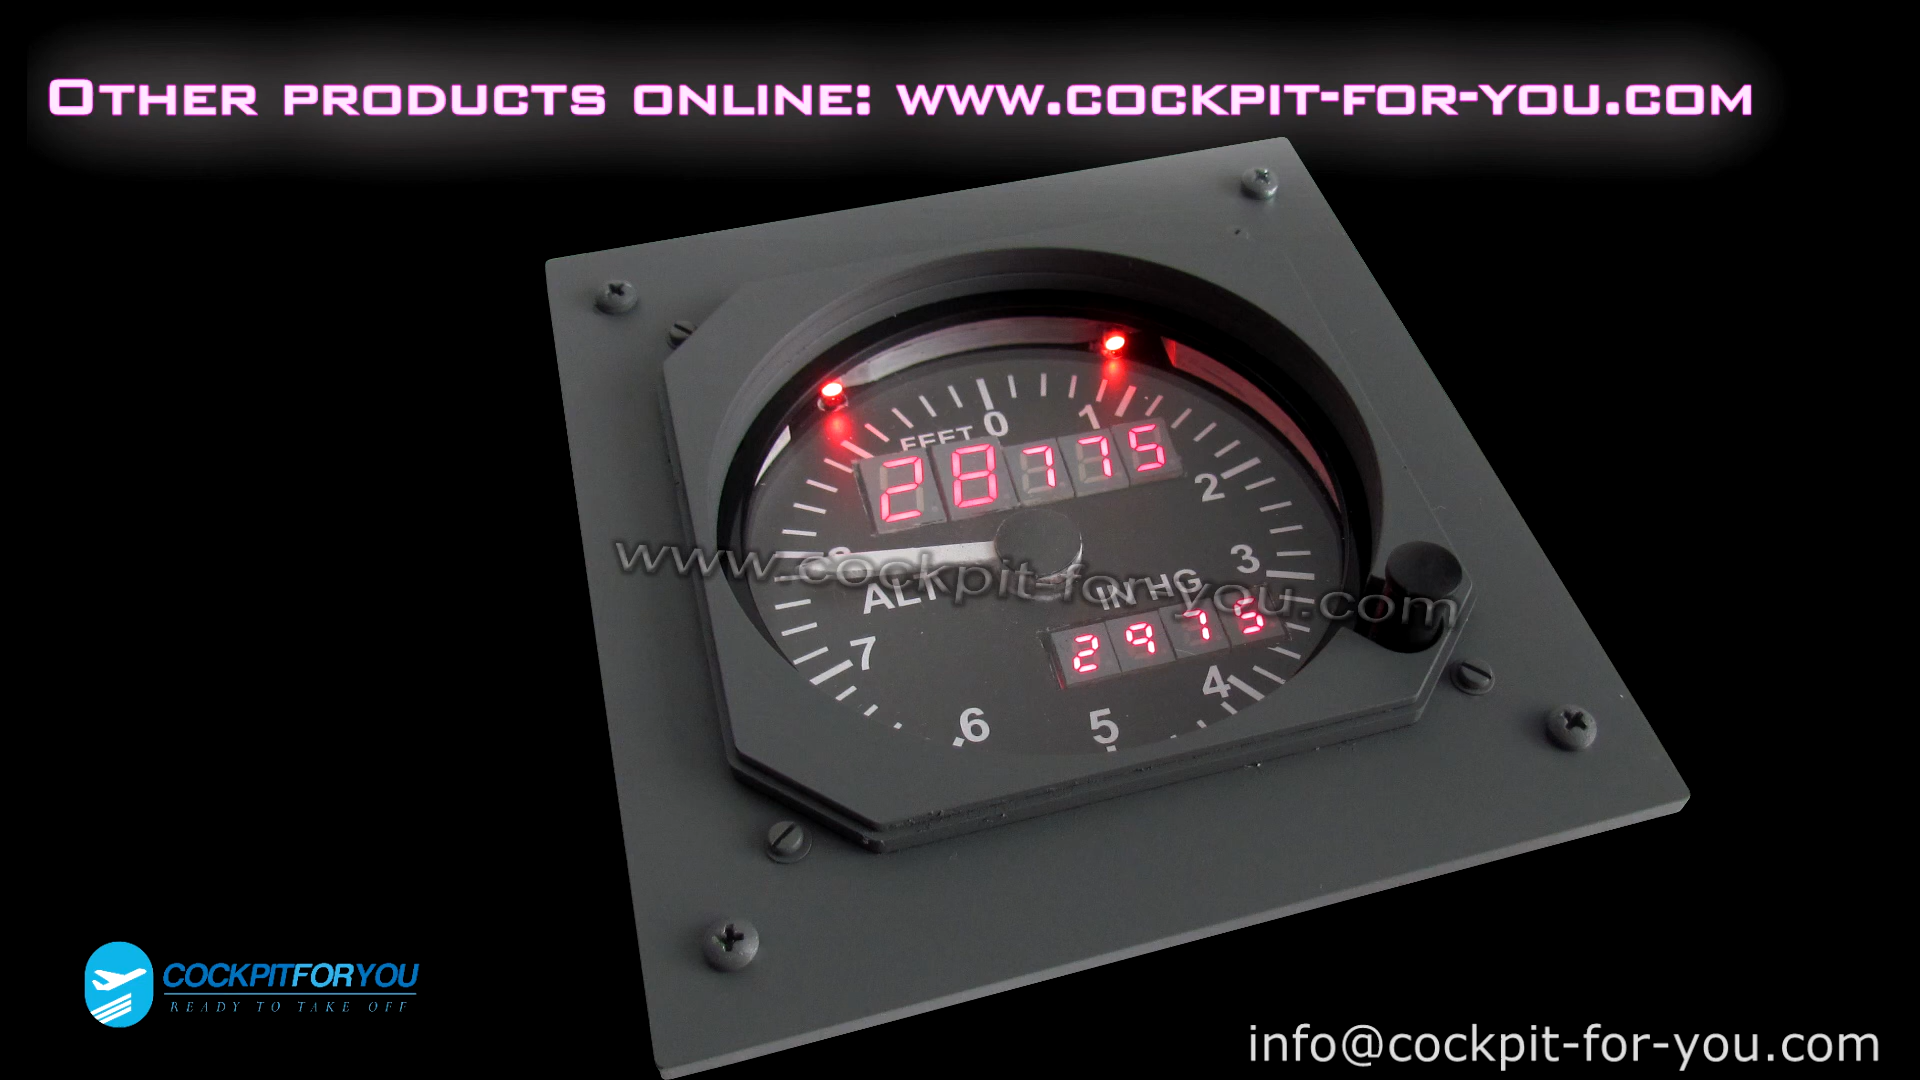 Other products online: www.cockpit-for-you.com
0
1
FEET
28775
2
8
3
www.cockpit-for-you.com
ALT
IN HG
2975
7
4
6
5
COCKPITFORYOU
READY TO TAKE OFF
info@cockpit-for-you.com